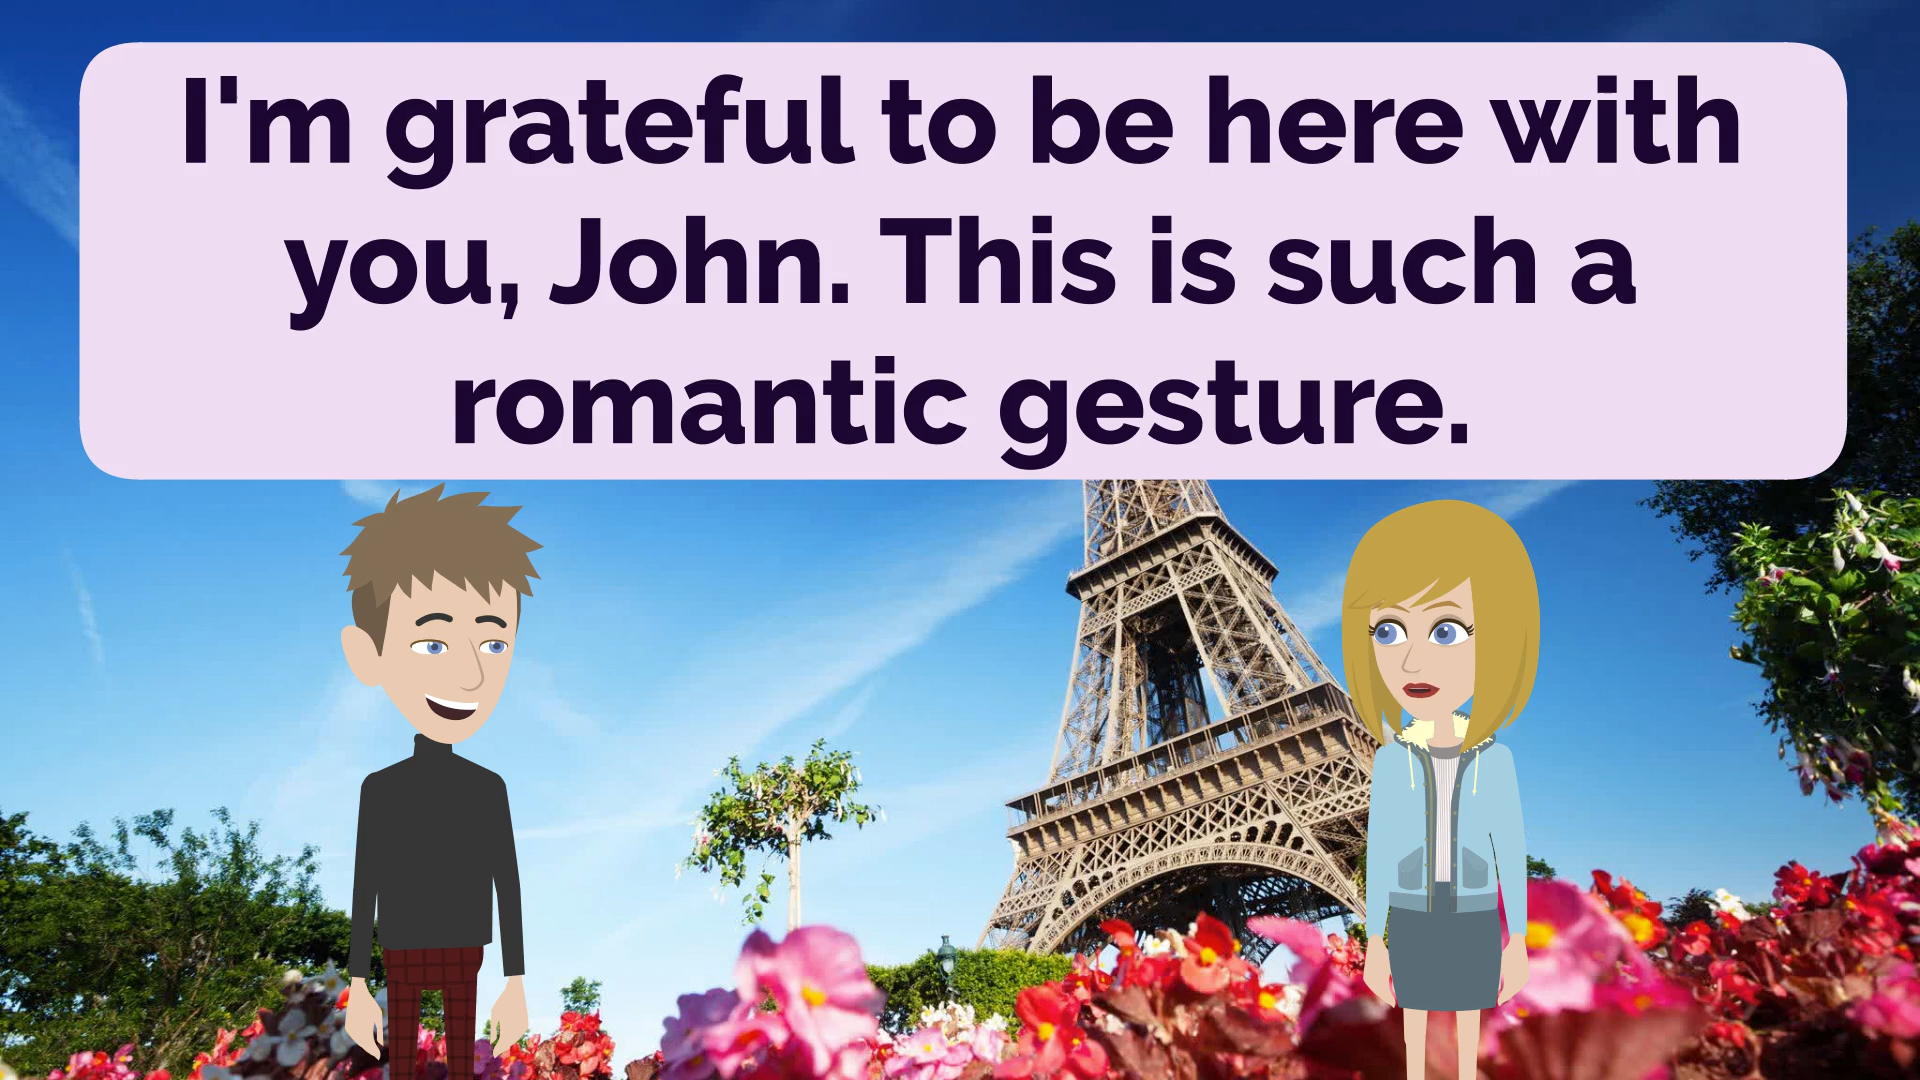 I'm grateful to be here with
you, John. This is such a
romantic gesture.